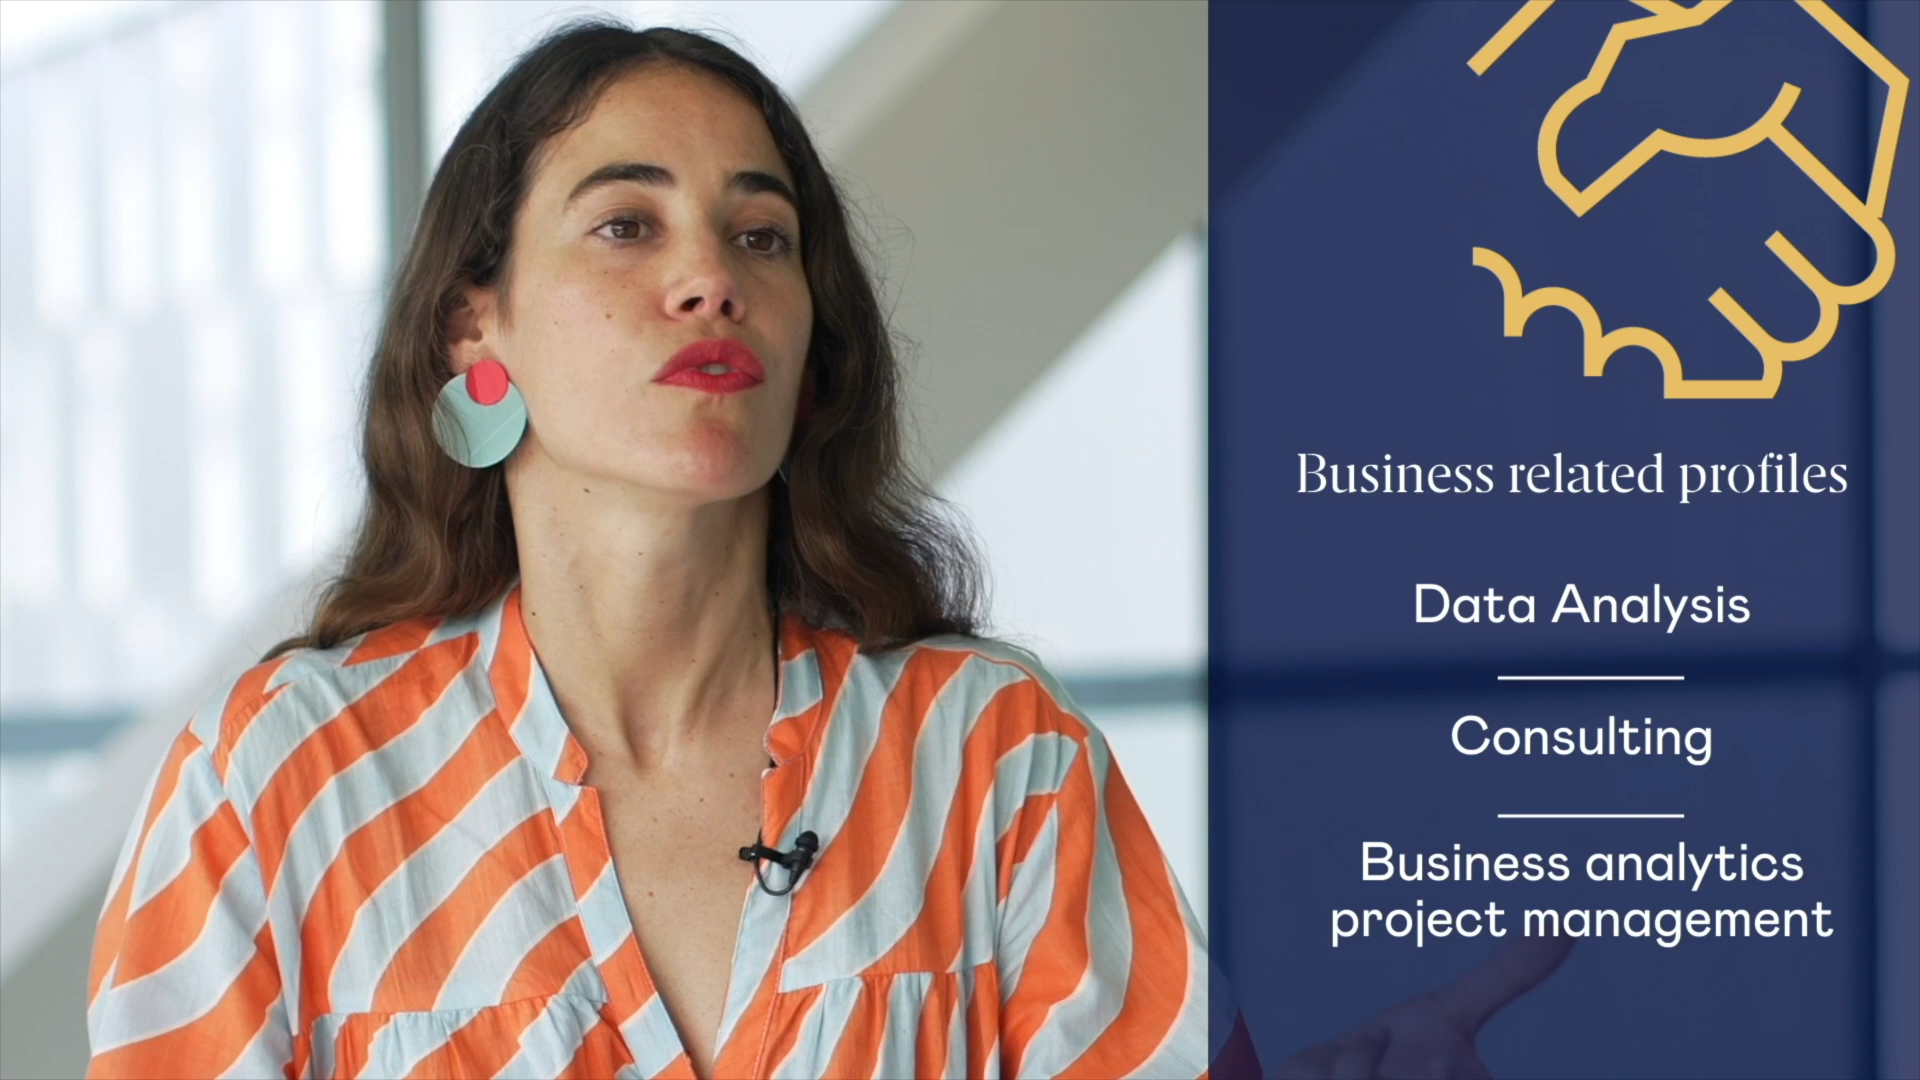 Business related profiles
Data Analysis
Consulting
Business analytics
project management